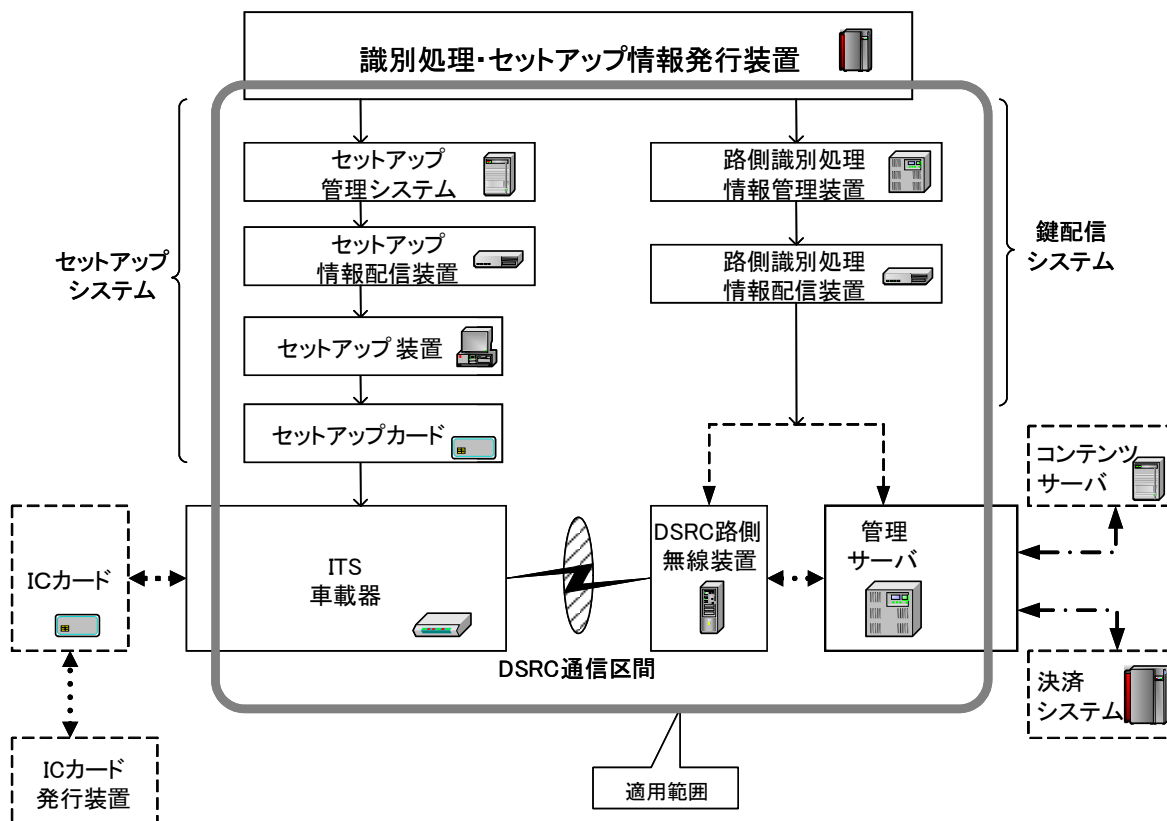 識別処理・セットアップ情報発行装置
セットアップ
管理システム
路側識別処理
情報管理装置
セットアップ
システム
セットアップ
情報配信装置
路側識別処理
情報配信装置
鍵配信
システム
セットアップ 装置
セットアップカード
コンテンツ
サーバ
ICカード
ITS
車載器
DSRC路側
無線装置
管理
サーバ
DSRC通信区間
決済
システム
ICカード
発行装置
適用範囲